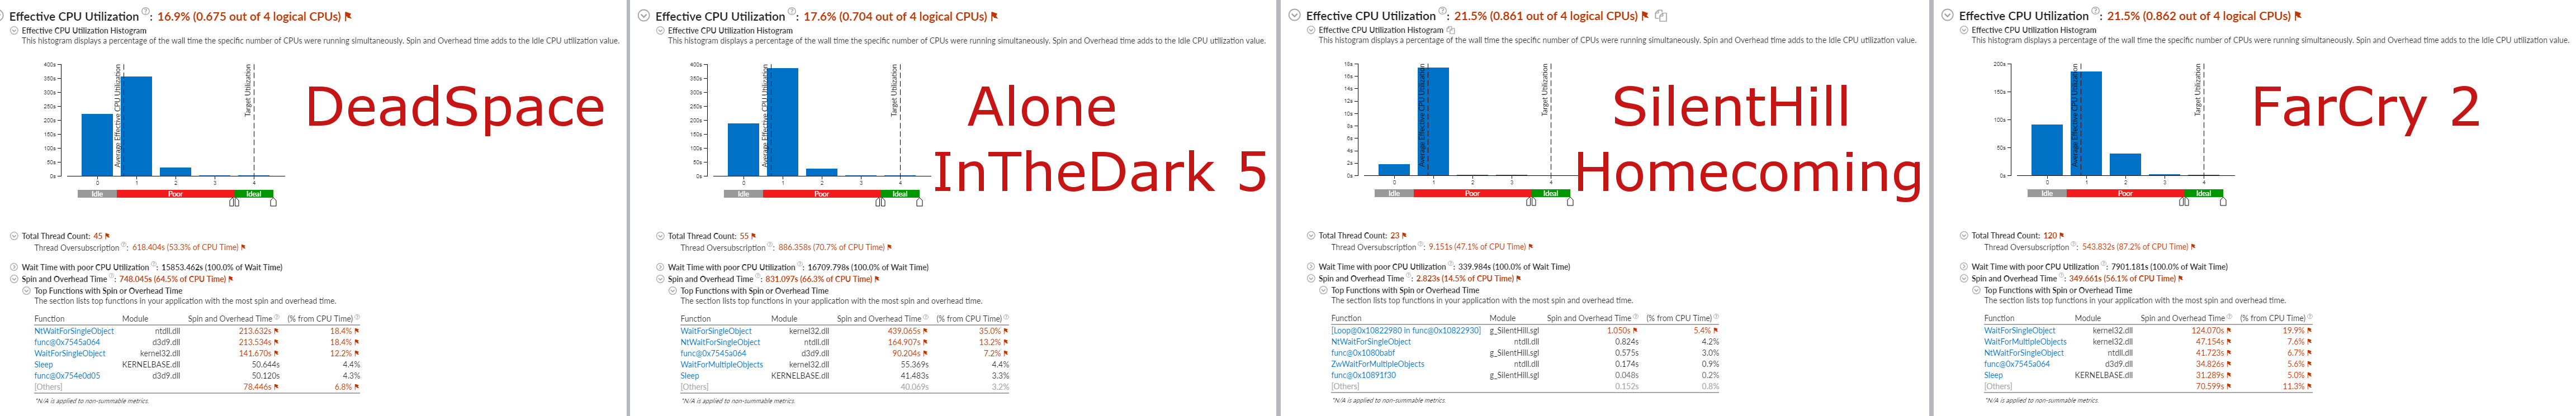 Effective CPU Utilization ?: 16.9% (0.675 out of 4 logical CPUs)
Effective CPU Utilization Histogram
This histogram displays a percentage of the wall time the specific number of CPUs were running simultaneously. Spin and Overhead time adds to the Idle CPU utilization value.
400s
350s
300s
250s
200s
150s
100s
50s
0s
Average Effective CPU Utilization
Target Utilization
0 1 2 3 4
Idle Poor Ideal
DeadSpace
Total Thread Count: 45
Thread Oversubscription ?: 618.404s (53.3% of CPU Time)
Wait Time with poor CPU Utilization ?: 15853.462s (100.0% of Wait Time)
Spin and Overhead Time ?: 748.045s (64.5% of CPU Time)
Top Functions with Spin or Overhead Time
The section lists top functions in your application with the most spin and overhead time.
Function Module Spin and Overhead Time ? (% from CPU Time) ?
NtWaitForSingleObject ntdll.dll 213.632s 18.4%
func@0x7545a064 d3d9.dll 213.534s 18.4%
WaitForSingleObject kernel32.dll 141.670s 12.2%
Sleep KERNELBASE.dll 50.644s 4.4%
func@0x754e0d05 d3d9.dll 50.120s 4.3%
[Others] 78.446s 6.8%
*N/A is applied to non-summable metrics.
Effective CPU Utilization ?: 17.6% (0.704 out of 4 logical CPUs)
Effective CPU Utilization Histogram
This histogram displays a percentage of the wall time the specific number of CPUs were running simultaneously. Spin and Overhead time adds to the Idle CPU utilization value.
400s
350s
300s
250s
200s
150s
100s
50s
0s
Average Effective CPU Utilization
Target Utilization
0 1 2 3 4
Idle Poor Ideal
Alone
InTheDark 5
Total Thread Count: 55
Thread Oversubscription ?: 886.358s (70.7% of CPU Time)
Wait Time with poor CPU Utilization ?: 16709.798s (100.0% of Wait Time)
Spin and Overhead Time ?: 831.097s (66.3% of CPU Time)
Top Functions with Spin or Overhead Time
The section lists top functions in your application with the most spin and overhead time.
Function Module Spin and Overhead Time ? (% from CPU Time) ?
WaitForSingleObject kernel32.dll 439.065s 35.0%
NtWaitForSingleObject ntdll.dll 164.907s 13.2%
func@0x7545a064 d3d9.dll 90.204s 7.2%
WaitForMultipleObjects kernel32.dll 55.369s 4.4%
Sleep KERNELBASE.dll 41.483s 3.3%
[Others] 40.069s 3.2%
*N/A is applied to non-summable metrics.
Effective CPU Utilization ?: 21.5% (0.861 out of 4 logical CPUs)
Effective CPU Utilization Histogram
This histogram displays a percentage of the wall time the specific number of CPUs were running simultaneously. Spin and Overhead time adds to the Idle CPU utilization value.
18s
16s
14s
12s
10s
8s
6s
4s
2s
0s
Average Effective CPU Utilization
Target Utilization
0 1 2 3 4
Idle Poor Ideal
SilentHill
Homecoming
Total Thread Count: 23
Thread Oversubscription ?: 9.151s (47.1% of CPU Time)
Wait Time with poor CPU Utilization ?: 339.984s (100.0% of Wait Time)
Spin and Overhead Time ?: 2.823s (14.5% of CPU Time)
Top Functions with Spin or Overhead Time
The section lists top functions in your application with the most spin and overhead time.
Function Module Spin and Overhead Time ? (% from CPU Time) ?
[Loop@0x10822980 in func@0x10822930] g_SilentHill.sgl 1.050s 5.4%
NtWaitForSingleObject ntdll.dll 0.824s 4.2%
func@0x1080babf g_SilentHill.sgl 0.575s 3.0%
ZwWaitForMultipleObjects ntdll.dll 0.174s 0.9%
func@0x10891f30 g_SilentHill.sgl 0.048s 0.2%
[Others] 0.152s 0.8%
*N/A is applied to non-summable metrics.
Effective CPU Utilization ?: 21.5% (0.862 out of 4 logical CPUs)
Effective CPU Utilization Histogram
This histogram displays a percentage of the wall time the specific number of CPUs were running simultaneously. Spin and Overhead time adds to the Idle CPU utilization value.
200s
150s
100s
50s
0s
Average Effective CPU Utilization
Target Utilization
0 1 2 3 4
Idle Poor Ideal
FarCry 2
Total Thread Count: 120
Thread Oversubscription ?: 543.832s (87.2% of CPU Time)
Wait Time with poor CPU Utilization ?: 7901.181s (100.0% of Wait Time)
Spin and Overhead Time ?: 349.661s (56.1% of CPU Time)
Top Functions with Spin or Overhead Time
The section lists top functions in your application with the most spin and overhead time.
Function Module Spin and Overhead Time ? (% from CPU Time) ?
WaitForSingleObject kernel32.dll 124.070s 19.9%
WaitForMultipleObjects kernel32.dll 47.154s 7.6%
NtWaitForSingleObject ntdll.dll 41.723s 6.7%
func@0x7545a064 d3d9.dll 34.826s 5.6%
Sleep KERNELBASE.dll 31.289s 5.0%
[Others] 70.599s 11.3%
*N/A is applied to non-summable metrics.